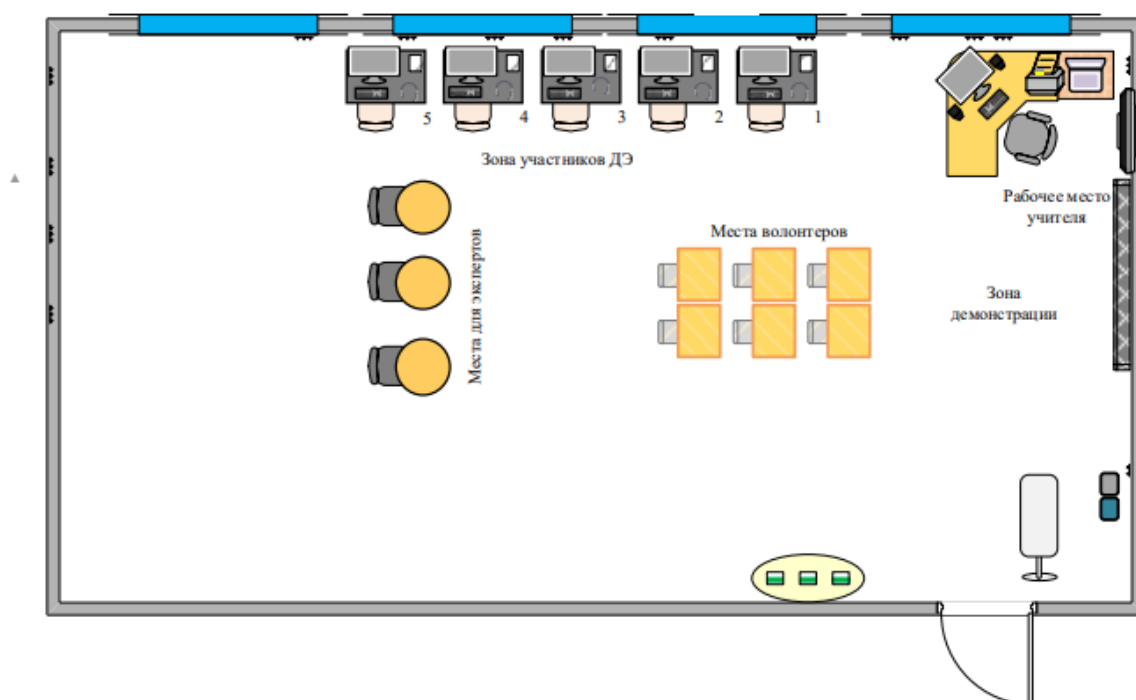 5
4
3
2
1
Зона участников ДЭ
Рабочее место
учителя
Места волонтеров
Места для экспертов
Зона
демонстрации